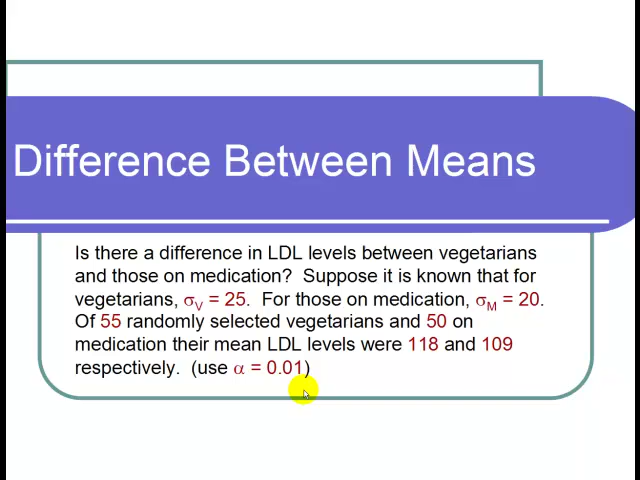 Difference Between Means
Is there a difference in LDL levels between vegetarians
and those on medication?  Suppose it is known that for
vegetarians, σV = 25.  For those on medication, σM = 20.
Of 55 randomly selected vegetarians and 50 on
medication their mean LDL levels were 118 and 109
respectively.  (use α = 0.01)